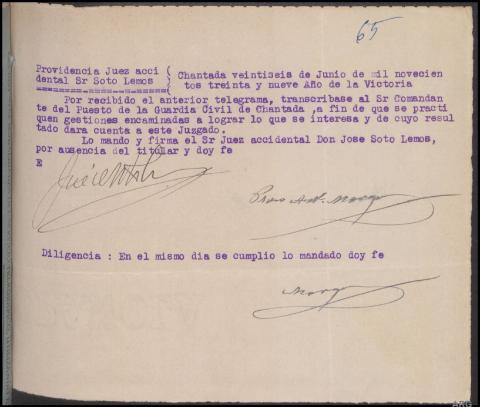 65
Providencia Juez acci ( Chantada veintiseis de Junio de mil novecien
dental Sr Soto Lemos ( tos treinta y nueve Año de la Victoria
Por recibido el anterior telegrama, transcribase al Sr Comandan
te del Puesto de la Guardia Civil de Chantada ,a fin de que se practi
quen gestiones encaminadas a lograr lo que se interesa y de cuyo resul
tado dara cuenta a este Juzgado.
Lo mando y firma el Sr Juez accidental Don Jose Soto Lemos,
por ausencia del titular y doy fe
E
Diligencia : En el mismo dia se cumplio lo mandado doy fe